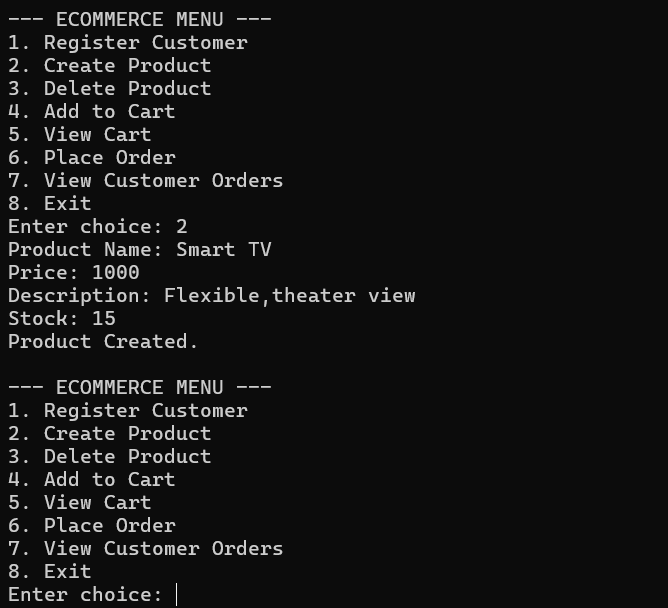 --- ECOMMERCE MENU ---
1. Register Customer
2. Create Product
3. Delete Product
4. Add to Cart
5. View Cart
6. Place Order
7. View Customer Orders
8. Exit
Enter choice: 2
Product Name: Smart TV
Price: 1000
Description: Flexible,theater view
Stock: 15
Product Created.
--- ECOMMERCE MENU ---
1. Register Customer
2. Create Product
3. Delete Product
4. Add to Cart
5. View Cart
6. Place Order
7. View Customer Orders
8. Exit
Enter choice: